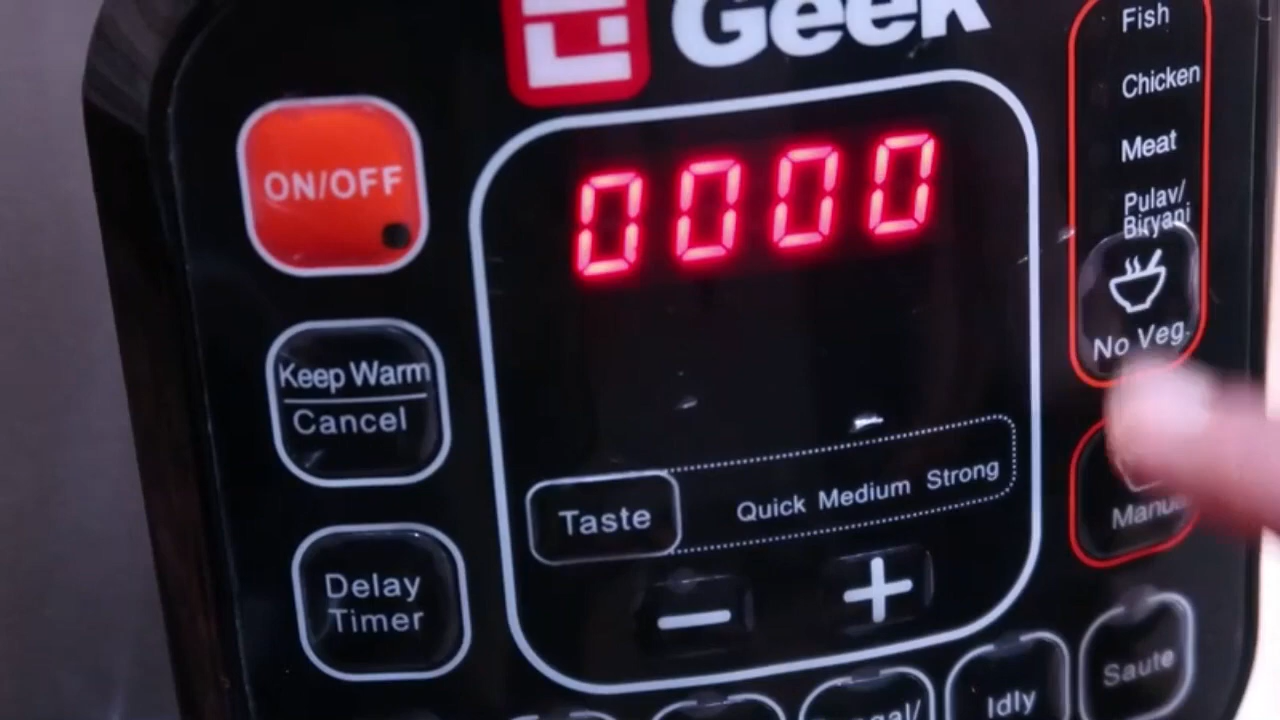 Geek
Fish
Chicken
Meat
Pulav/
Biryani
No Veg.
ON/OFF
0000
Keep Warm
Cancel
Taste
Quick Medium Strong
Delay
Timer
− +
Saute
Idly